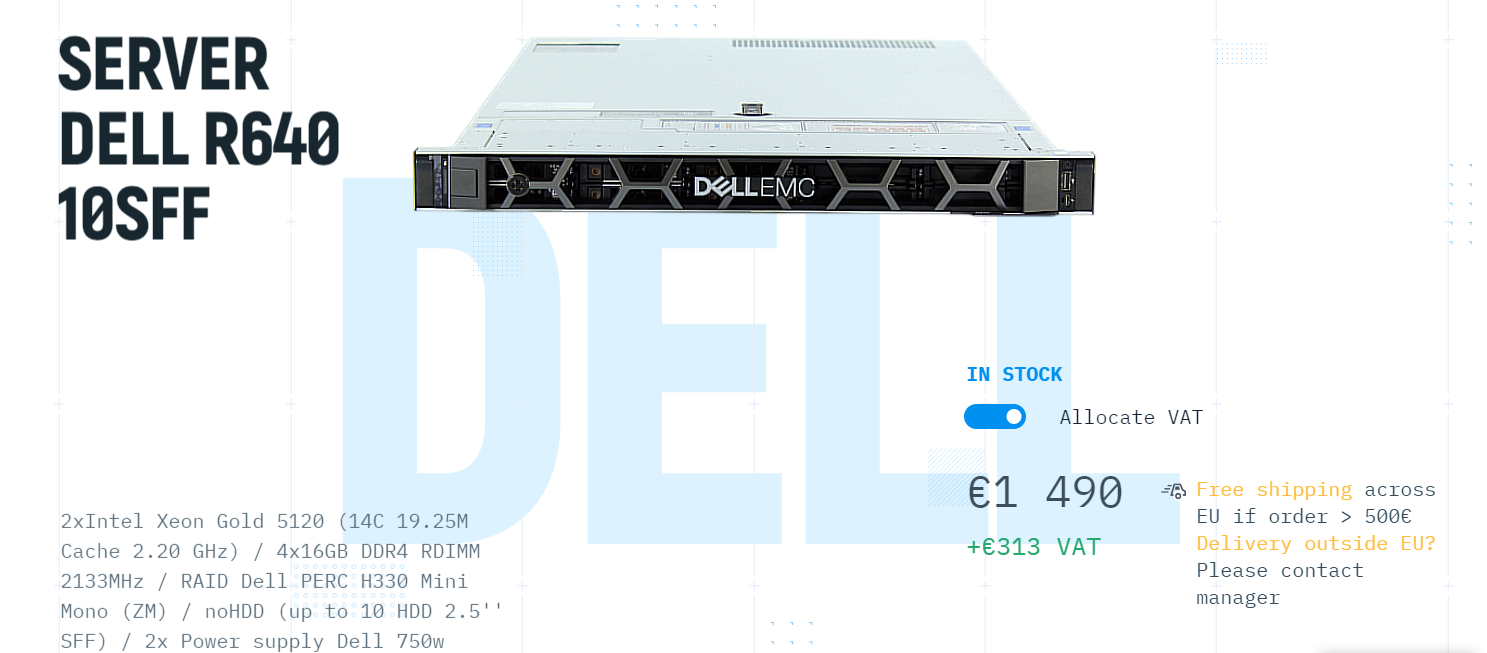 SERVER
DELL R640
10SFF
DELLEMC
DELL
IN STOCK
Allocate VAT
€1 490
+€313 VAT
Free shipping across
EU if order > 500€
Delivery outside EU?
Please contact
manager
2xIntel Xeon Gold 5120 (14C 19.25M
Cache 2.20 GHz) / 4x16GB DDR4 RDIMM
2133MHz / RAID Dell PERC H330 Mini
Mono (ZM) / noHDD (up to 10 HDD 2.5''
SFF) / 2x Power supply Dell 750w